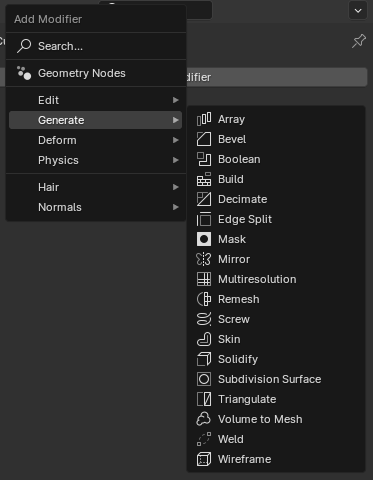 Add Modifier
Search...
Geometry Nodes
difier
Edit
Generate
Deform
Physics
Hair
Normals
Array
Bevel
Boolean
Build
Decimate
Edge Split
Mask
Mirror
Multiresolution
Remesh
Screw
Skin
Solidify
Subdivision Surface
Triangulate
Volume to Mesh
Weld
Wireframe